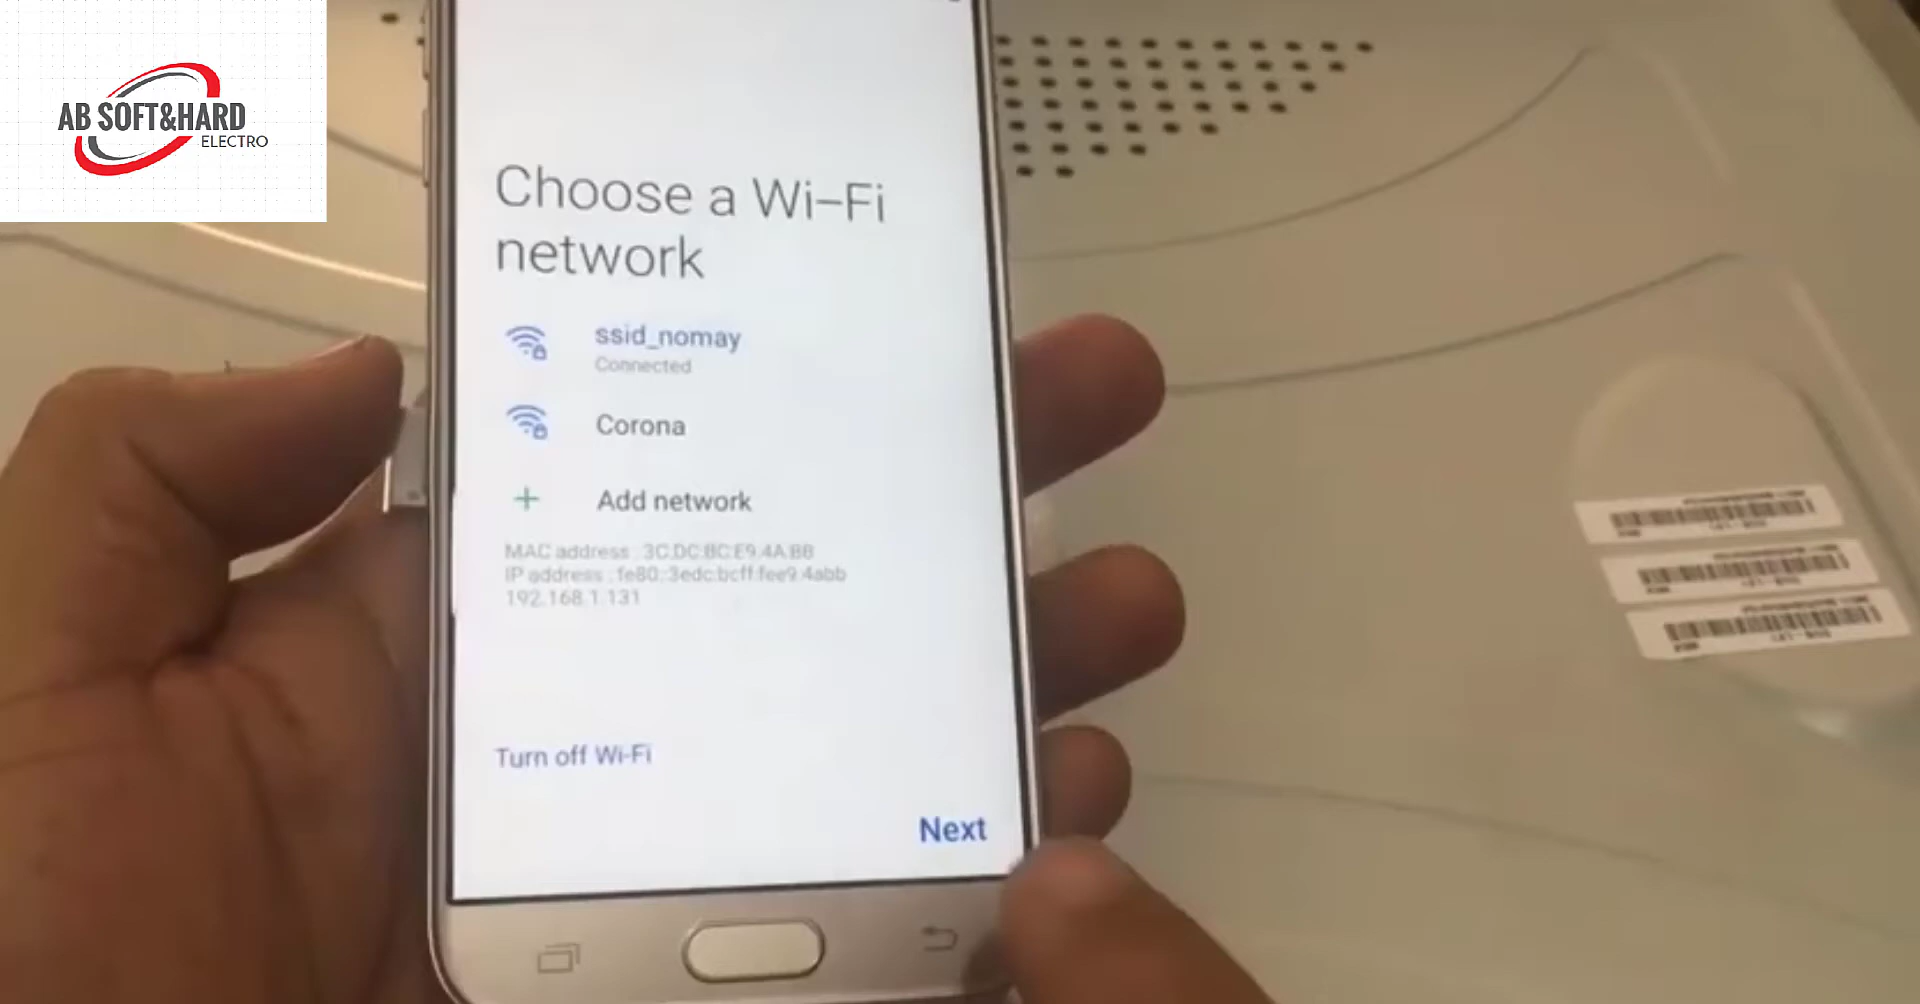 AB SOFT&HARD
ELECTRO
Choose a Wi-Fi
network
ssid_nomay
Connected
Corona
Add network
MAC address : 3C:DC:BC:E9:4A:BB
IP address : fe80::3edc:bcff:fee9:4abb
192.168.1.131
Turn off Wi-Fi
Next